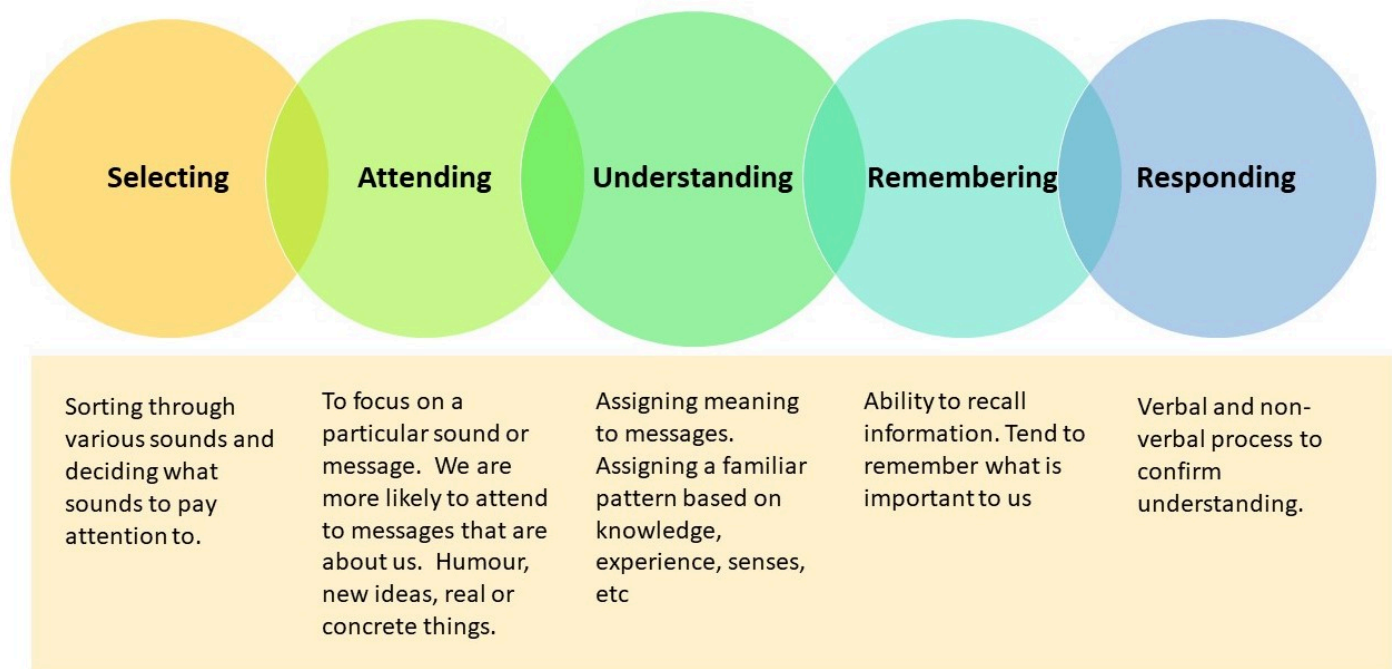 Selecting
Attending
Understanding
Remembering
Responding
Sorting through
various sounds and
deciding what
sounds to pay
attention to.
To focus on a
particular sound or
message.  We are
more likely to attend
to messages that are
about us.  Humour,
new ideas, real or
concrete things.
Assigning meaning
to messages.
Assigning a familiar
pattern based on
knowledge,
experience, senses,
etc
Ability to recall
information. Tend to
remember what is
important to us
Verbal and non-
verbal process to
confirm
understanding.